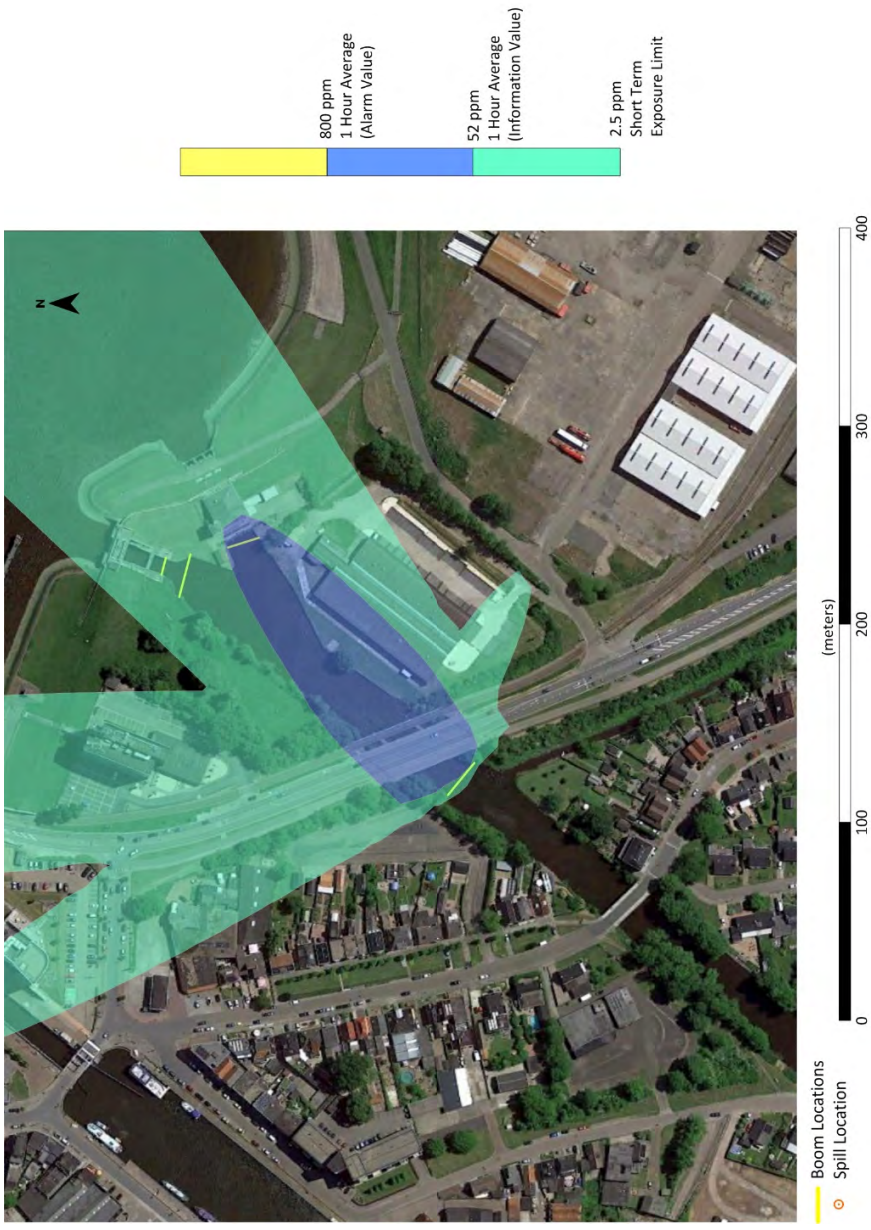 800 ppm
1 Hour Average
(Alarm Value)
52 ppm
1 Hour Average
(Information Value)
2.5 ppm
Short Term
Exposure Limit
N
0
100
200
300
400
(meters)
Boom Locations
Spill Location